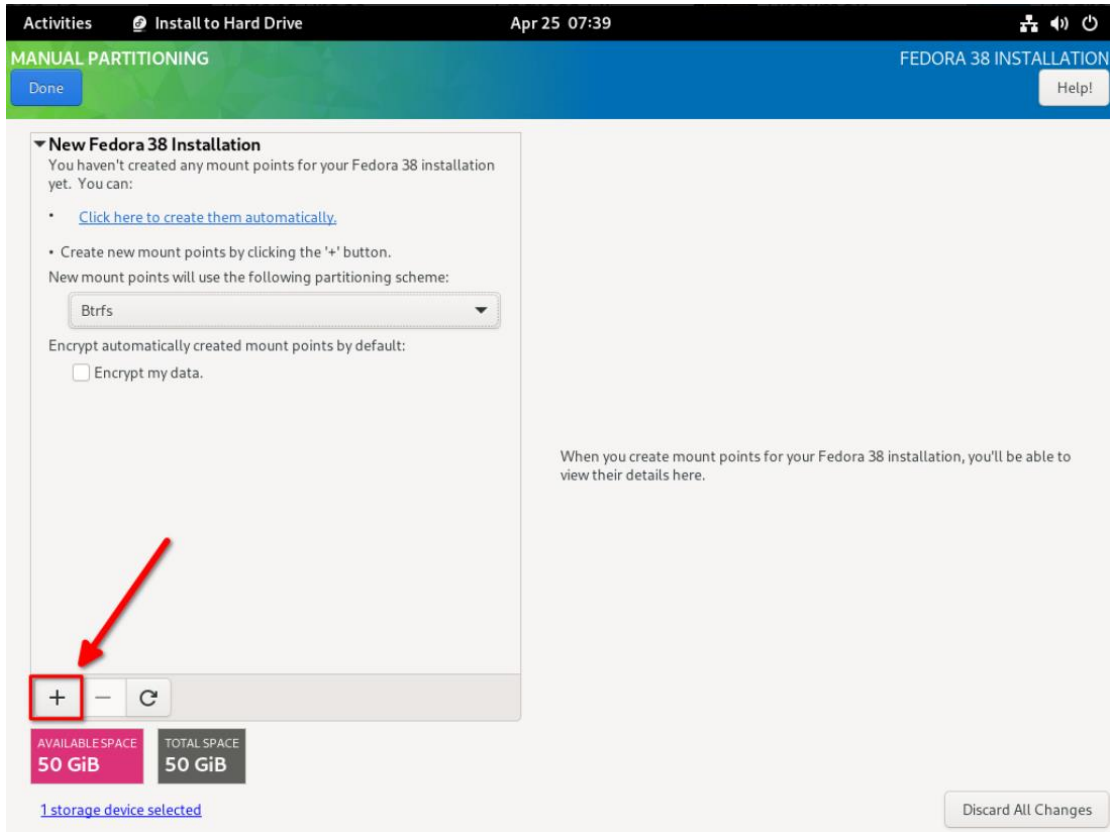 Activities Install to Hard Drive Apr 25 07:39
MANUAL PARTITIONING FEDORA 38 INSTALLATION
Done Help!
New Fedora 38 Installation
You haven't created any mount points for your Fedora 38 installation
yet. You can:
• Click here to create them automatically.
• Create new mount points by clicking the '+' button.
New mount points will use the following partitioning scheme:
Btrfs
Encrypt automatically created mount points by default:
Encrypt my data.
When you create mount points for your Fedora 38 installation, you'll be able to
view their details here.
+ −
AVAILABLE SPACE
50 GiB
TOTAL SPACE
50 GiB
1 storage device selected
Discard All Changes